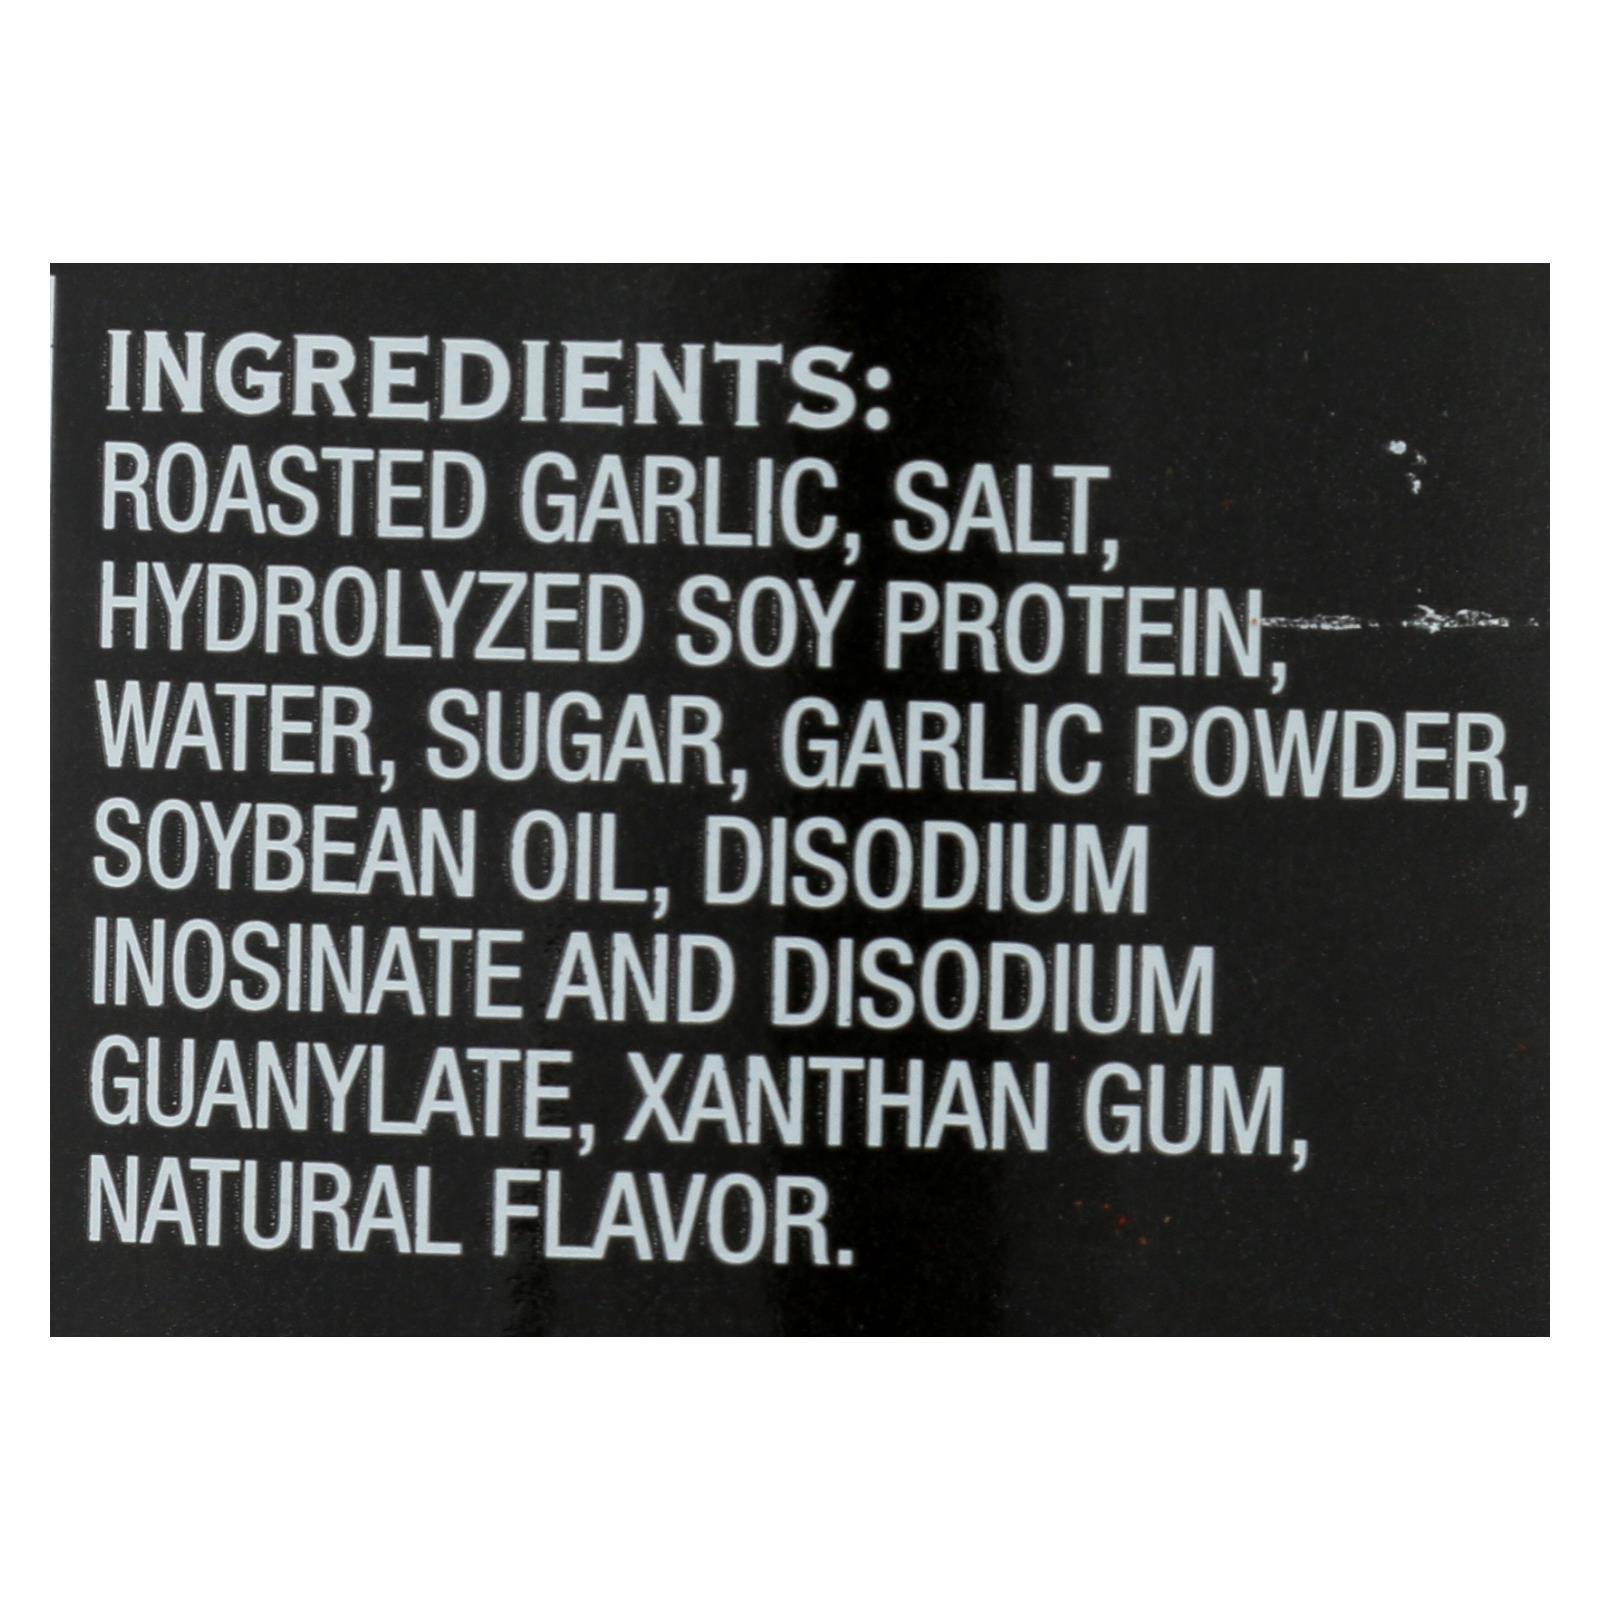 INGREDIENTS:
ROASTED GARLIC, SALT,
HYDROLYZED SOY PROTEIN,
WATER, SUGAR, GARLIC POWDER,
SOYBEAN OIL, DISODIUM
INOSINATE AND DISODIUM
GUANYLATE, XANTHAN GUM,
NATURAL FLAVOR.